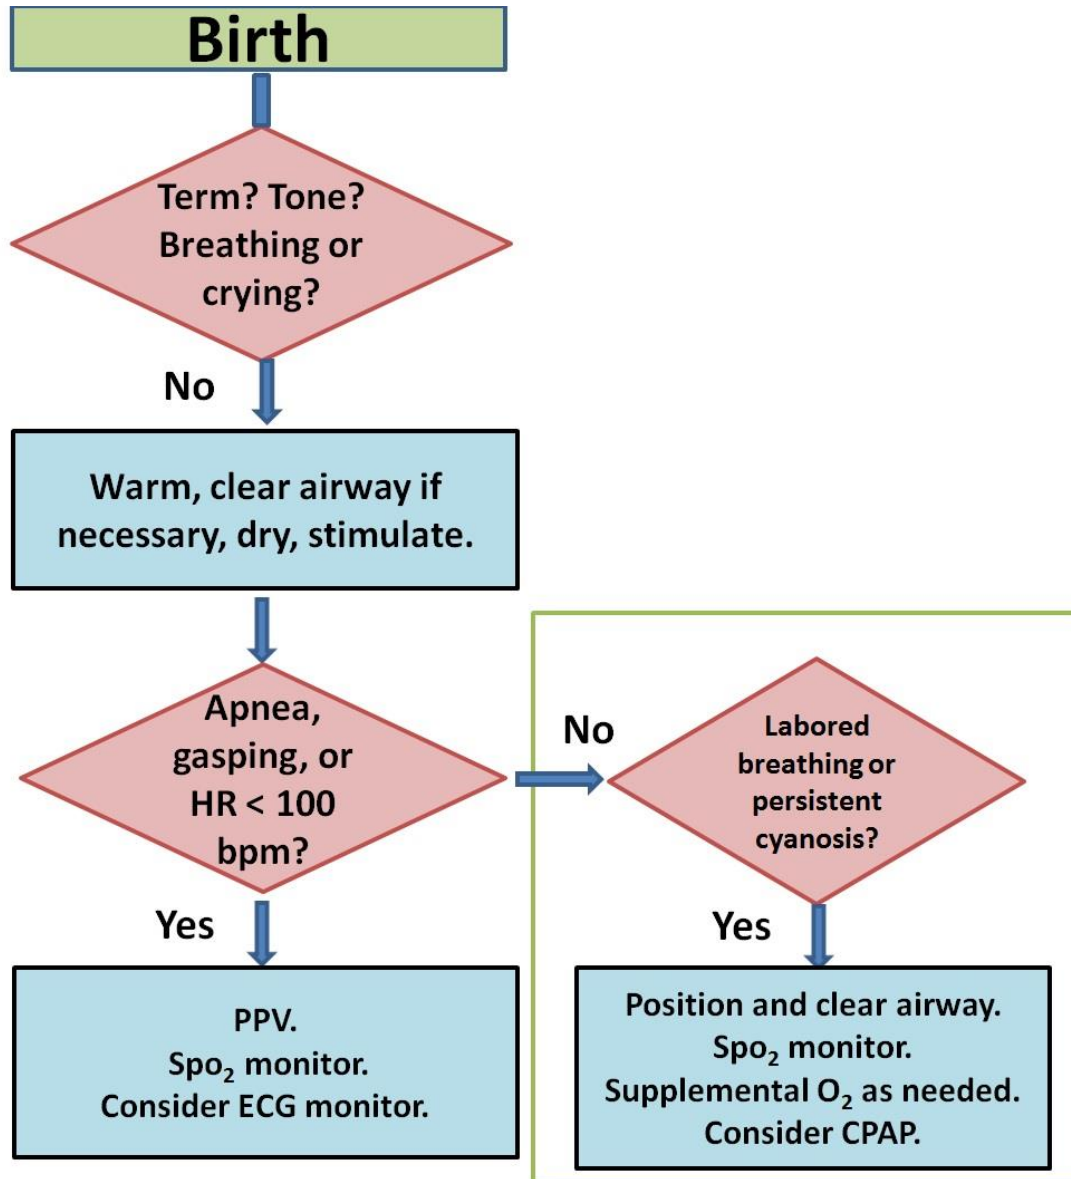 Birth
Term? Tone?
Breathing or
crying?
No
Warm, clear airway if
necessary, dry, stimulate.
Apnea,
gasping, or
HR < 100
bpm?
No
Labored
breathing or
persistent
cyanosis?
Yes
PPV.
Spo₂ monitor.
Consider ECG monitor.
Yes
Position and clear airway.
Spo₂ monitor.
Supplemental O₂ as needed.
Consider CPAP.